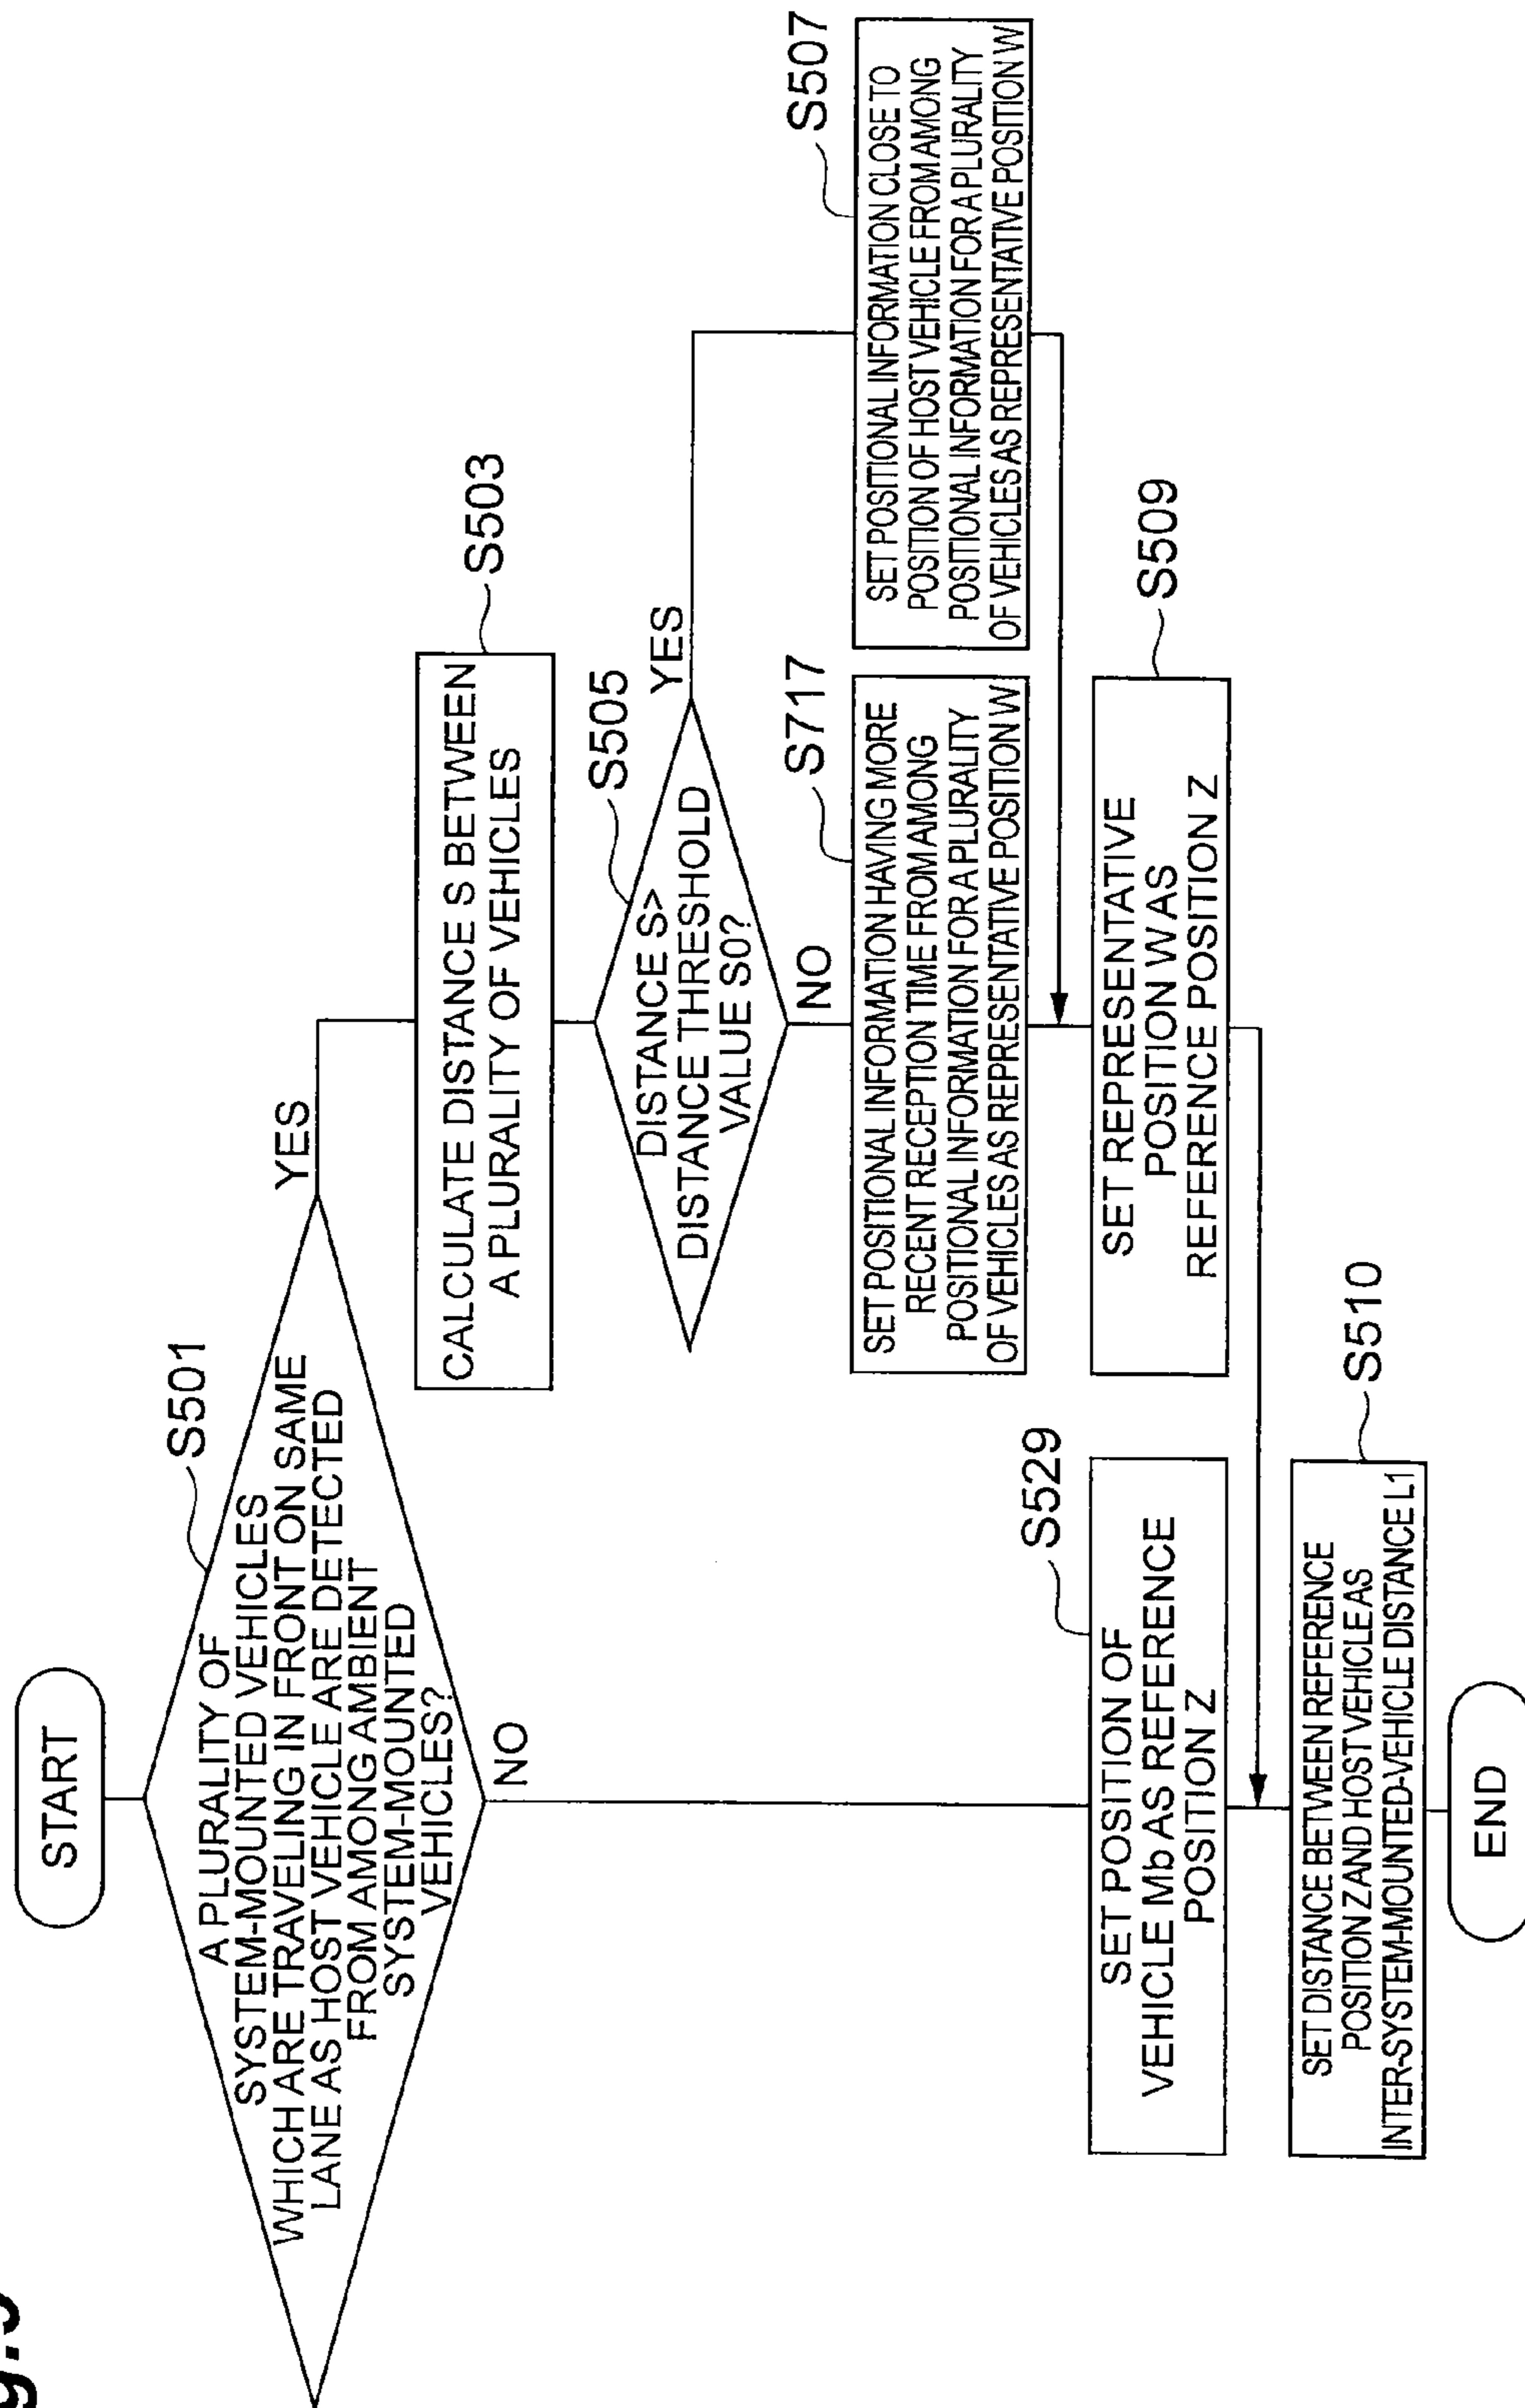 START
S501
A PLURALITY OF
SYSTEM-MOUNTED VEHICLES
WHICH ARE TRAVELING IN FRONT ON SAME
LANE AS HOST VEHICLE ARE DETECTED
FROM AMONG AMBIENT
SYSTEM-MOUNTED
VEHICLES?
YES
NO
S503
CALCULATE DISTANCE S BETWEEN
A PLURALITY OF VEHICLES
S505
DISTANCE S>
DISTANCE THRESHOLD
VALUE S0?
YES
NO
S717
SET POSITIONAL INFORMATION HAVING MORE
RECENT RECEPTION TIME FROM AMONG
POSITIONAL INFORMATION FOR A PLURALITY
OF VEHICLES AS REPRESENTATIVE POSITION W
S507
SET POSITIONAL INFORMATION CLOSE TO
POSITION OF HOST VEHICLE FROM AMONG
POSITIONAL INFORMATION FOR A PLURALITY
OF VEHICLES AS REPRESENTATIVE POSITION W
S529
SET POSITION OF
VEHICLE Mb AS REFERENCE
POSITION Z
S509
SET REPRESENTATIVE
POSITION W AS
REFERENCE POSITION Z
S510
SET DISTANCE BETWEEN REFERENCE
POSITION Z AND HOST VEHICLE AS
INTER-SYSTEM-MOUNTED-VEHICLE DISTANCE L1
END